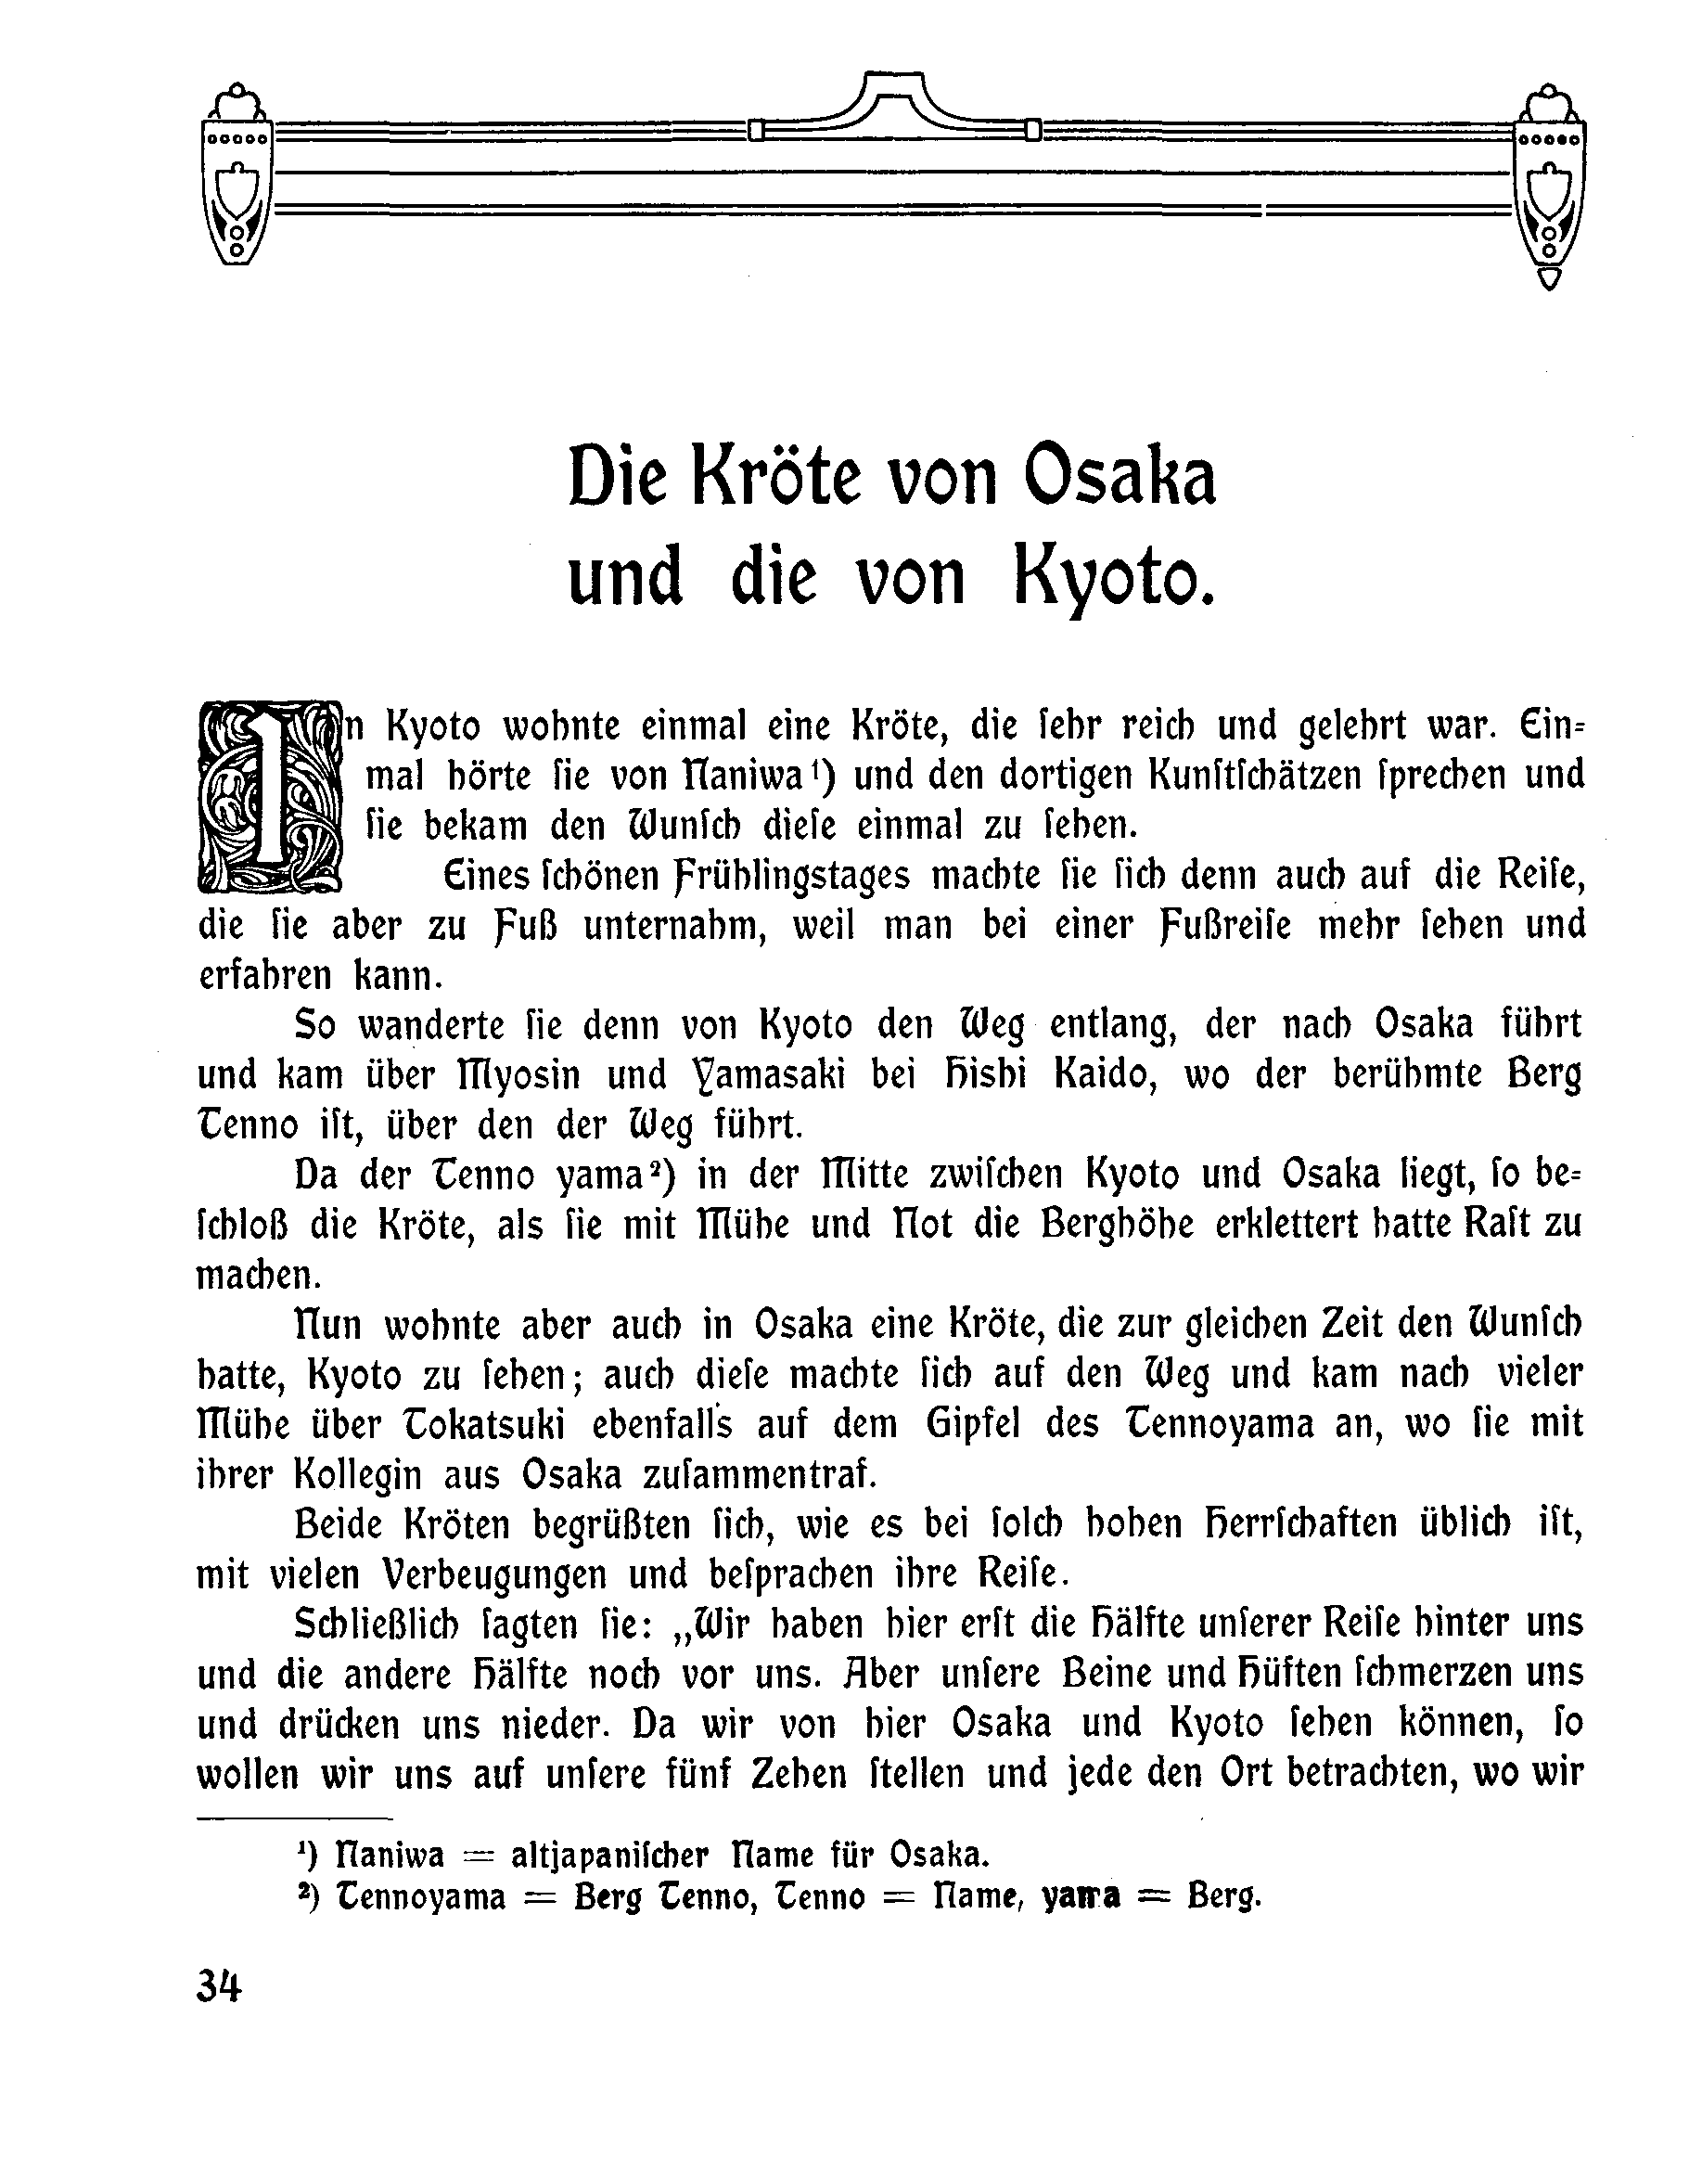 Die Kröte von Osaka
und die von Kyoto.
In Kyoto wohnte einmal eine Kröte, die ſehr reich und gelehrt war. Ein=
mal hörte ſie von Naniwa¹) und den dortigen Kunſtſchätzen ſprechen und
ſie bekam den Wunſch dieſe einmal zu ſehen.
Eines ſchönen Frühlingstages machte ſie ſich denn auch auf die Reiſe,
die ſie aber zu Fuß unternahm, weil man bei einer Fußreiſe mehr ſehen und
erfahren kann.
So wanderte ſie denn von Kyoto den Weg entlang, der nach Osaka führt
und kam über Myosin und Yamasaki bei Hishi Kaido, wo der berühmte Berg
Tenno iſt, über den der Weg führt.
Da der Tenno yama²) in der Mitte zwiſchen Kyoto und Osaka liegt, ſo be=
ſchloß die Kröte, als ſie mit Mühe und Not die Berghöhe erklettert hatte Raſt zu
machen.
Nun wohnte aber auch in Osaka eine Kröte, die zur gleichen Zeit den Wunſch
hatte, Kyoto zu ſehen; auch dieſe machte ſich auf den Weg und kam nach vieler
Mühe über Tokatsuki ebenfalls auf dem Gipfel des Tennoyama an, wo ſie mit
ihrer Kollegin aus Osaka zuſammentraf.
Beide Kröten begrüßten ſich, wie es bei ſolch hohen Herrſchaften üblich iſt,
mit vielen Verbeugungen und beſprachen ihre Reiſe.
Schließlich ſagten ſie: „Wir haben hier erſt die Hälfte unſerer Reiſe hinter uns
und die andere Hälfte noch vor uns. Aber unſere Beine und Hüften ſchmerzen uns
und drücken uns nieder. Da wir von hier Osaka und Kyoto ſehen können, ſo
wollen wir uns auf unſere fünf Zehen ſtellen und jede den Ort betrachten, wo wir
¹) Naniwa = altjapaniſcher Name für Osaka.
²) Tennoyama = Berg Tenno, Tenno = Name, yama = Berg.
34